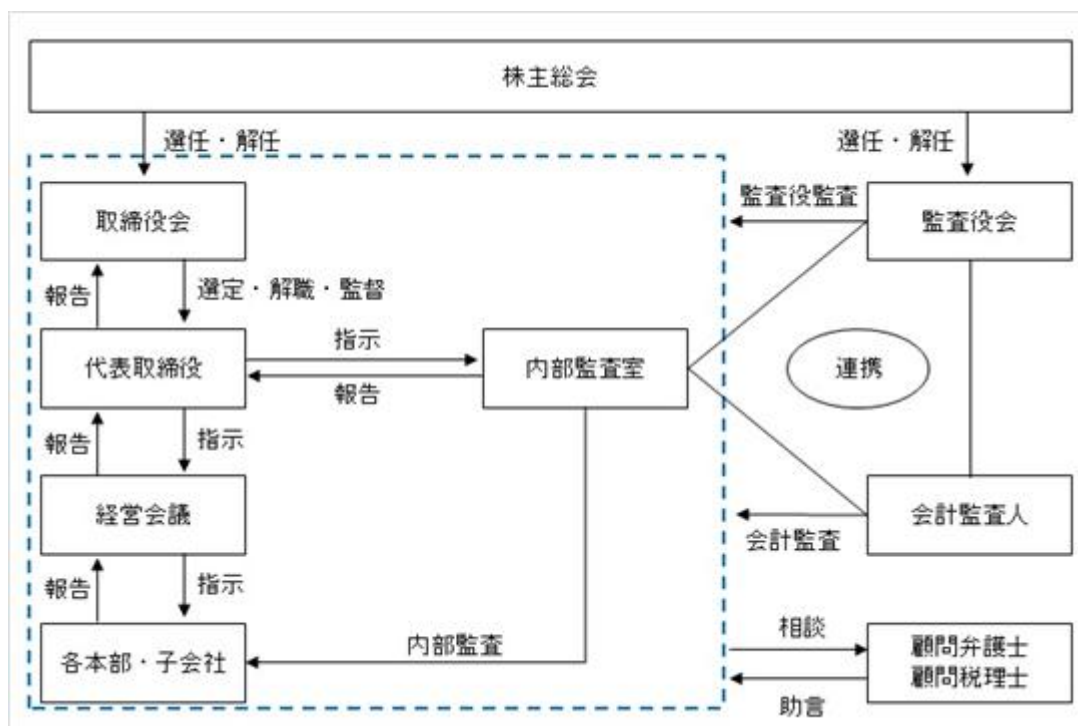 株主総会
選任・解任
選任・解任
取締役会
監査役監査
監査役会
報告
選定・解職・監督
代表取締役
指示
報告
内部監査室
連携
報告
指示
経営会議
会計監査人
会計監査
報告
指示
各本部・子会社
内部監査
相談
助言
顧問弁護士
顧問税理士